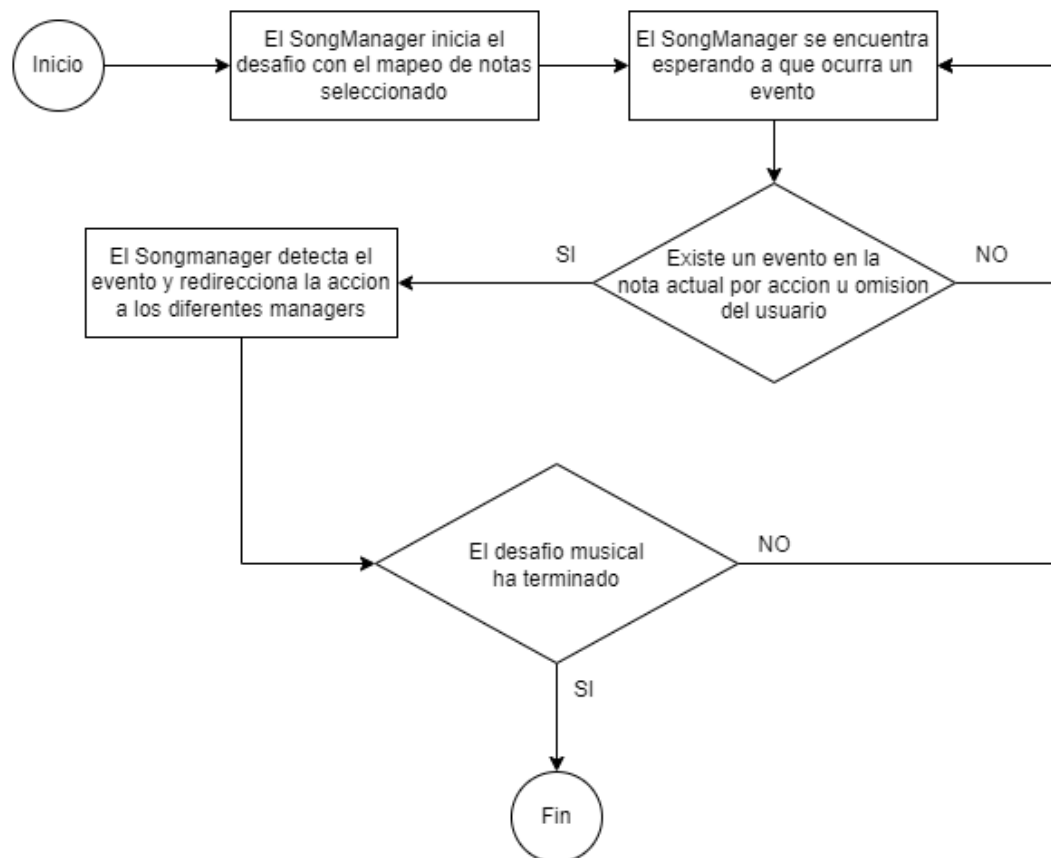 Inicio
El SongManager inicia el
desafio con el mapeo de notas
seleccionado
El SongManager se encuentra
esperando a que ocurra un
evento
El Songmanager detecta el
evento y redirecciona la accion
a los diferentes managers
SI
Existe un evento en la
nota actual por accion u omision
del usuario
NO
El desafio musical
ha terminado
NO
SI
Fin